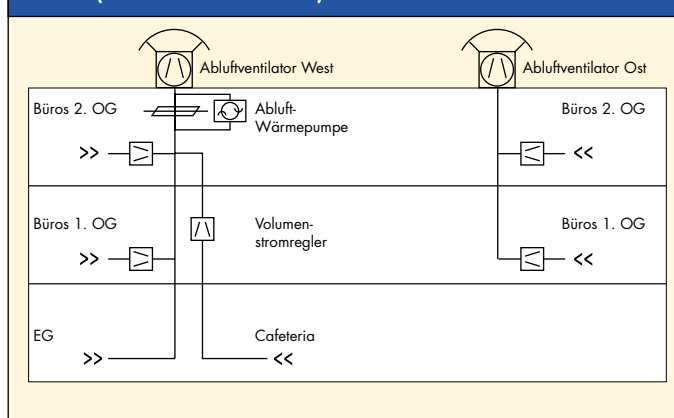 Abluftventilator West
Abluftventilator Ost
Büros 2. OG
Abluft-
Wärmepumpe
Büros 2. OG
>>
<<
Büros 1. OG
Volumen-
stromregler
Büros 1. OG
>>
<<
EG
Cafeteria
>>
<<